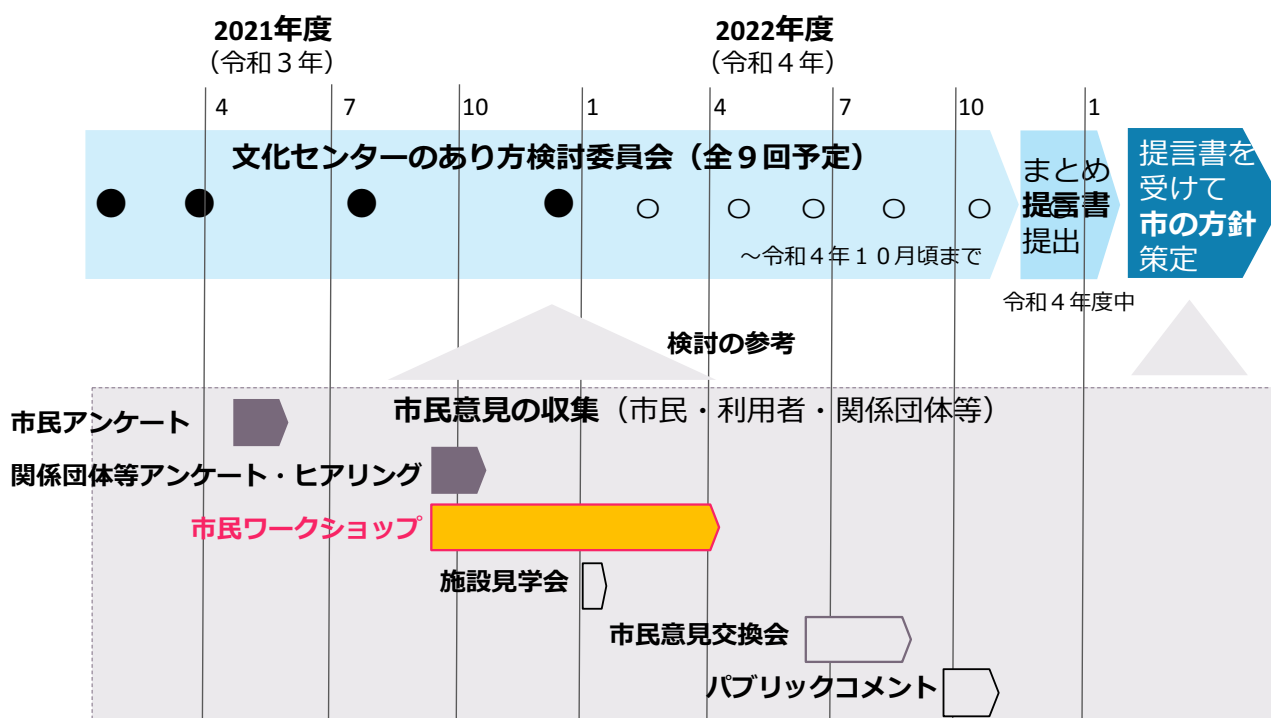 2021年度
（令和３年）
2022年度
（令和４年）
4
7
10
1
4
7
10
1
文化センターのあり方検討委員会（全９回予定）
～令和４年１０月頃まで
まとめ
提言書
提出
提言書を
受けて
市の方針
策定
令和４年度中
検討の参考
市民意見の収集（市民・利用者・関係団体等）
市民アンケート
関係団体等アンケート・ヒアリング
市民ワークショップ
施設見学会
市民意見交換会
パブリックコメント